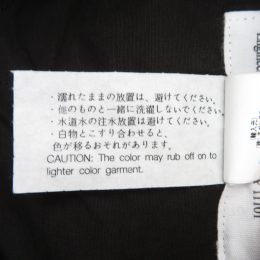 ・濡れたままの放置は、避けてください。
・他のものと一緒に洗濯しないでください。
・水道水の注水放置は避けてください。
・白物とこすり合わせると、
色が移るおそれがあります。
CAUTION: The color may rub off on to
lighter color garment.